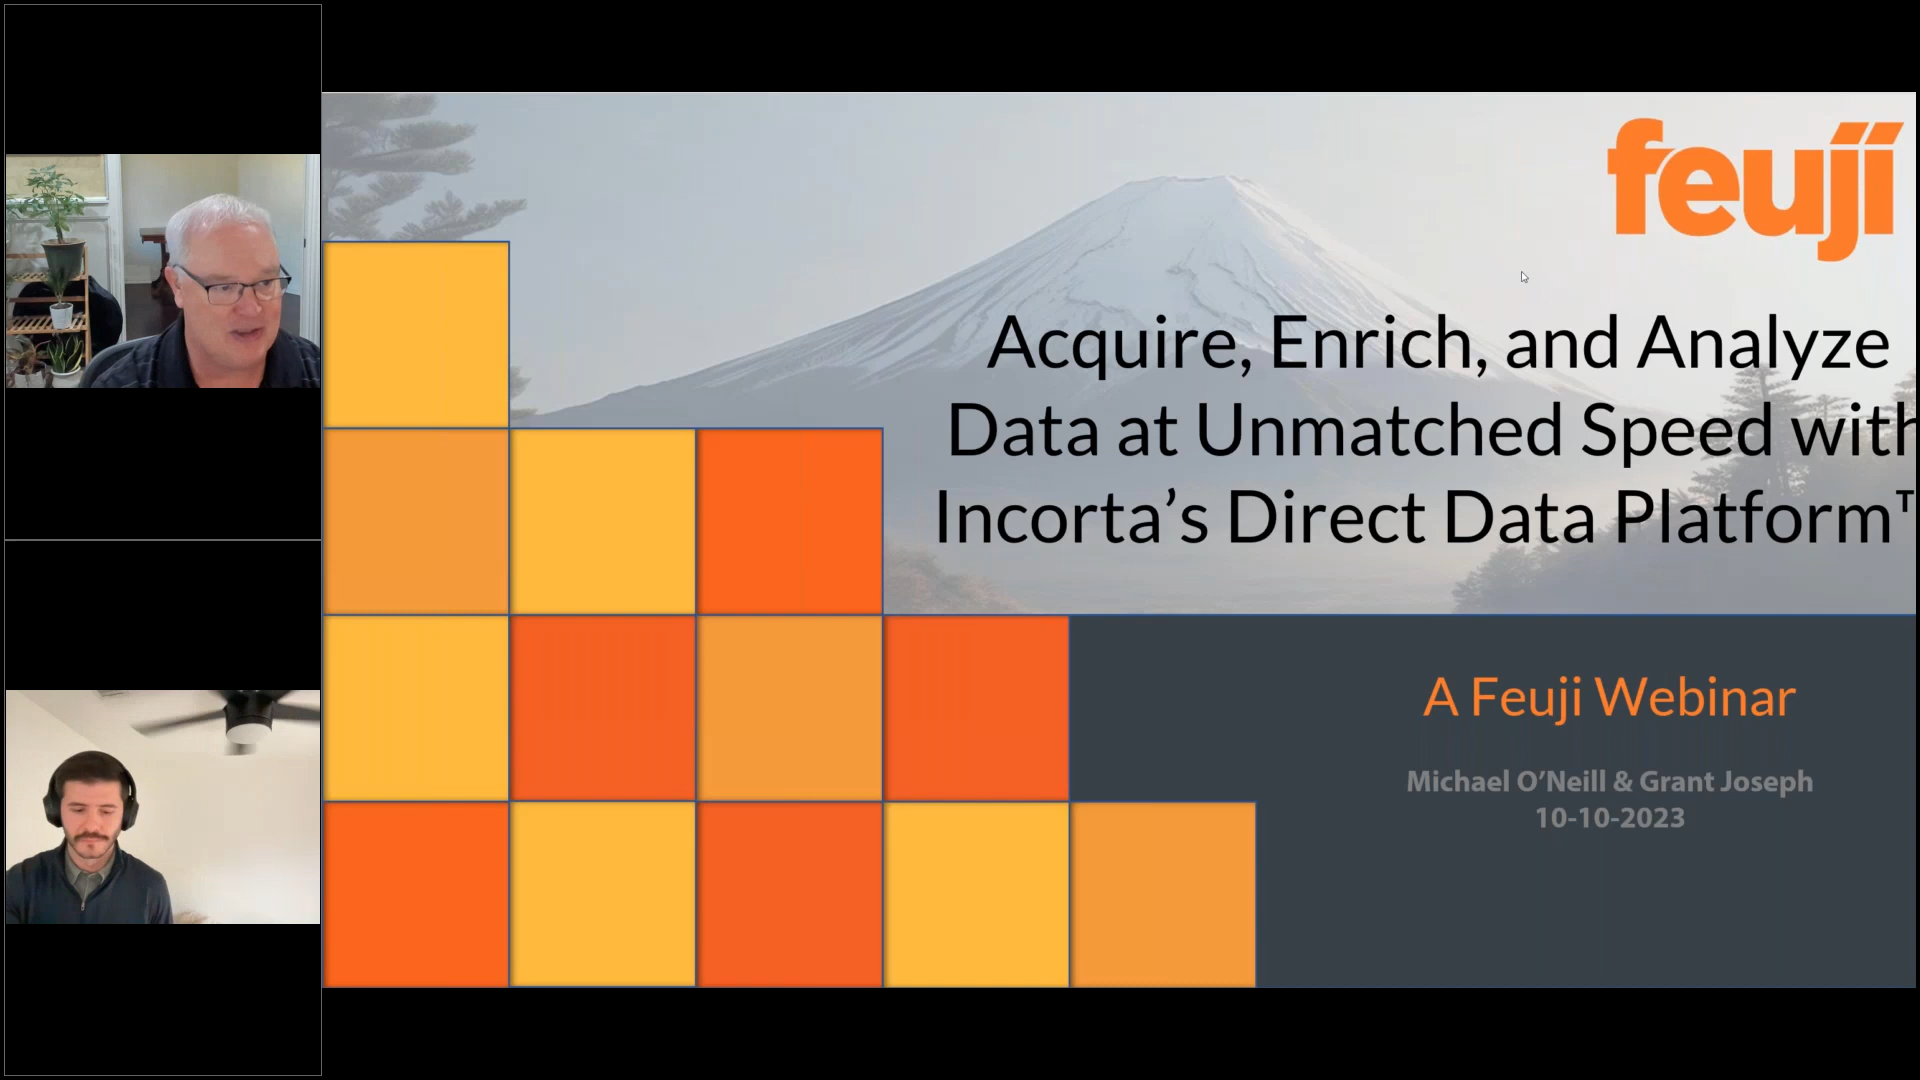 feuji
Acquire, Enrich, and Analyze
Data at Unmatched Speed with
Incorta’s Direct Data Platform™
A Feuji Webinar
Michael O’Neill & Grant Joseph
10-10-2023